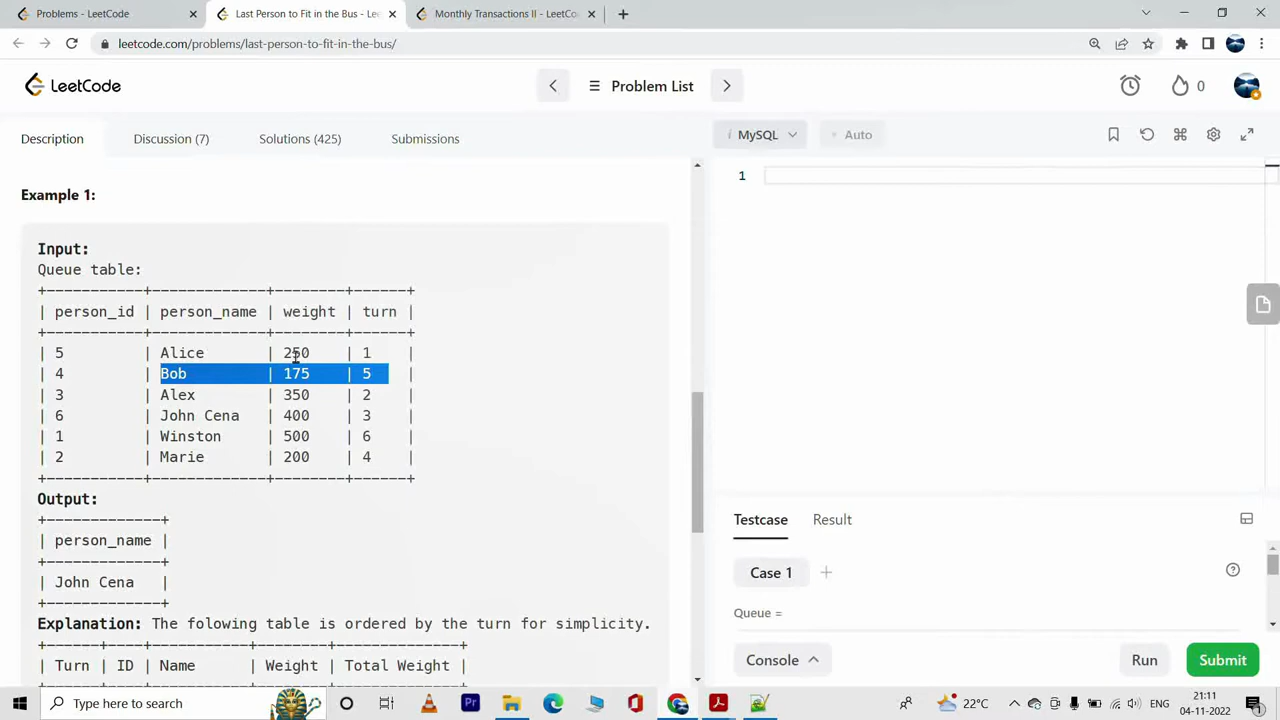 Problems - LeetCode
Last Person to Fit in the Bus - Lee
Monthly Transactions II - LeetCo
leetcode.com/problems/last-person-to-fit-in-the-bus/
LeetCode
Problem List
0
Description
Discussion (7)
Solutions (425)
Submissions
i MySQL
Auto
1
Example 1:
Input:
Queue table:
+-----------+-------------+--------+------+
| person_id | person_name | weight | turn |
+-----------+-------------+--------+------+
| 5 | Alice | 250 | 1 |
| 4 | Bob | 175 | 5 |
| 3 | Alex | 350 | 2 |
| 6 | John Cena | 400 | 3 |
| 1 | Winston | 500 | 6 |
| 2 | Marie | 200 | 4 |
+-----------+-------------+--------+------+
Output:
+-------------+
| person_name |
+-------------+
| John Cena |
+-------------+
Explanation: The folowing table is ordered by the turn for simplicity.
+------+----+-----------+--------+--------------+
| Turn | ID | Name | Weight | Total Weight |
Testcase
Result
Case 1
Queue =
Console
Run
Submit
Type here to search
Pr
22°C
ENG
21:11
04-11-2022
1